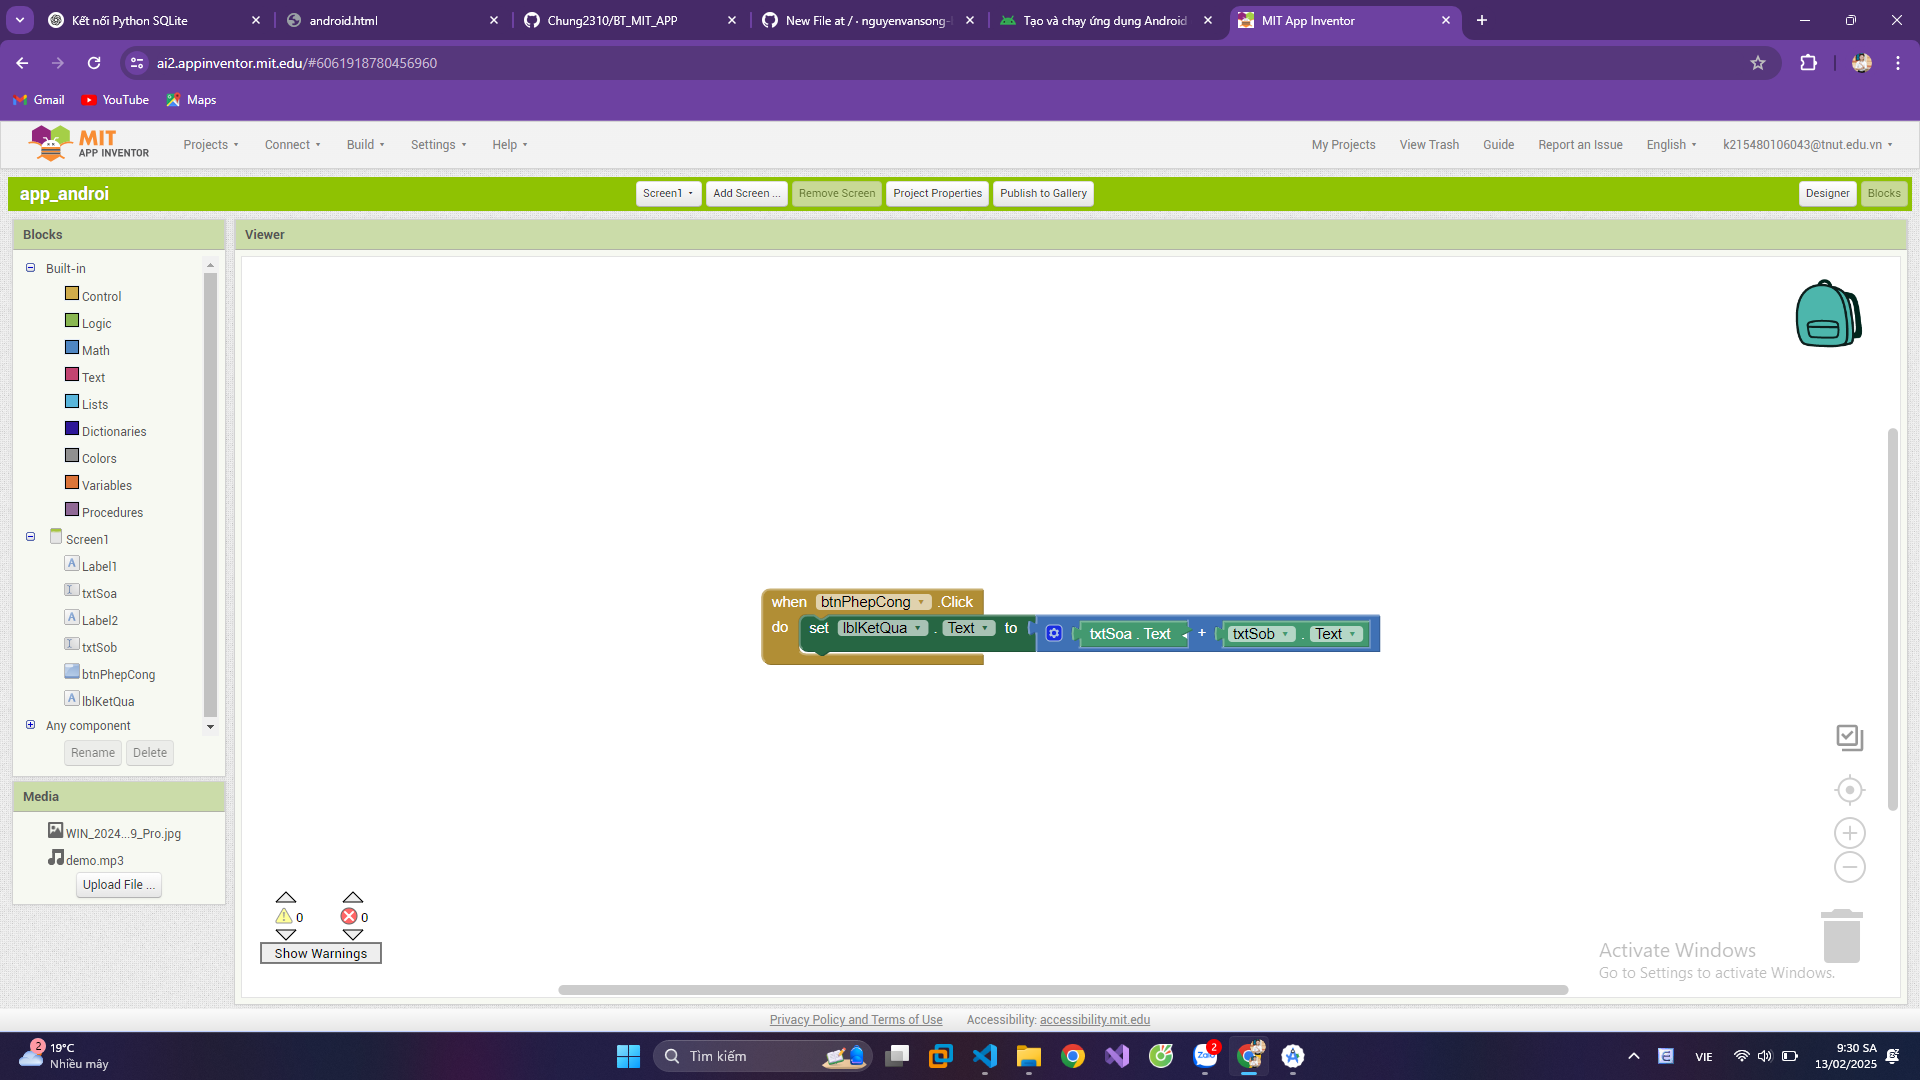 Kết nối Python SQLite
android.html
Chung2310/BT_MIT_APP
New File at / · nguyenvansong-
Tạo và chạy ứng dụng Android
MIT App Inventor
ai2.appinventor.mit.edu/#6061918780456960
Gmail YouTube Maps
MIT
APP INVENTOR
Projects Connect Build Settings Help
My Projects View Trash Guide Report an Issue English k215480106043@tnut.edu.vn
app_androi
Screen1 Add Screen ... Remove Screen Project Properties Publish to Gallery
Designer Blocks
Blocks
Viewer
Built-in
Control
Logic
Math
Text
Lists
Dictionaries
Colors
Variables
Procedures
Screen1
Label1
txtSoa
Label2
txtSob
btnPhepCong
lblKetQua
Any component
Rename Delete
Media
WIN_2024...9_Pro.jpg
demo.mp3
Upload File ...
when btnPhepCong .Click
do set lblKetQua . Text to txtSoa . Text + txtSob . Text
0 0
Show Warnings
Activate Windows
Go to Settings to activate Windows.
Privacy Policy and Terms of Use Accessibility: accessibility.mit.edu
2
19°C
Nhiều mây
Tìm kiếm
Zalo
2
VIE
9:30 SA
13/02/2025